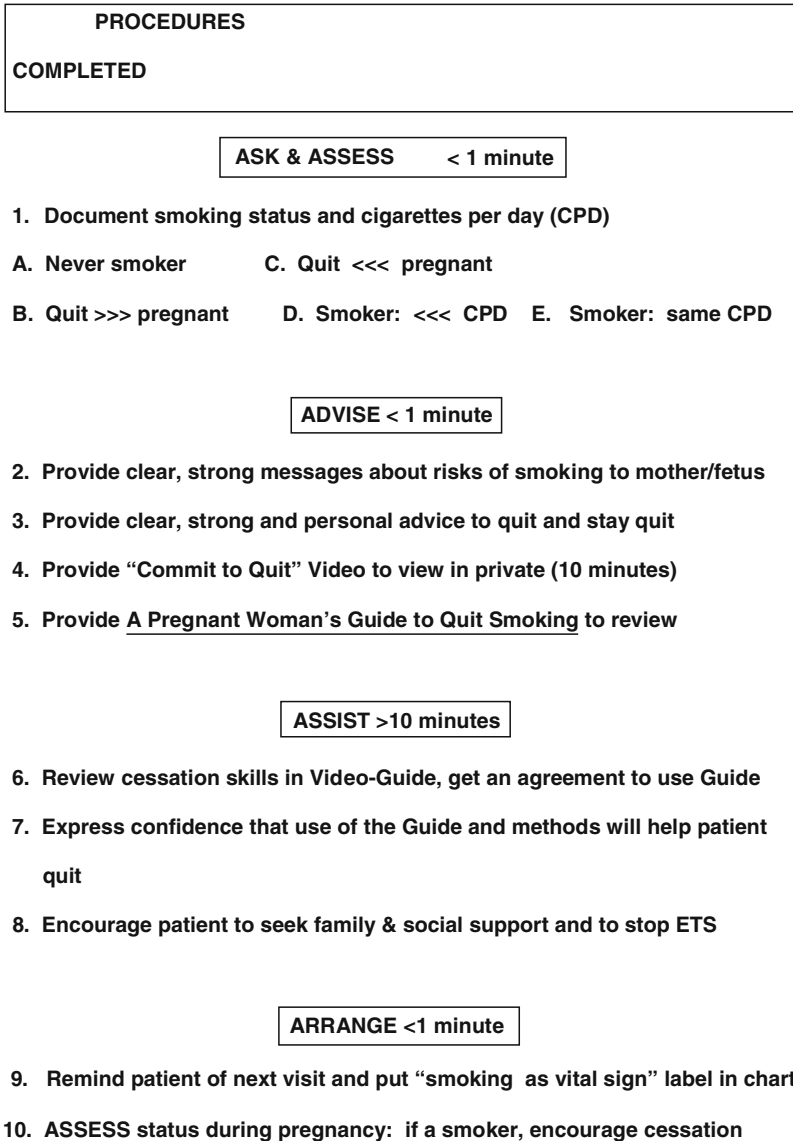 PROCEDURES
COMPLETED
ASK & ASSESS < 1 minute
1. Document smoking status and cigarettes per day (CPD)
A. Never smoker C. Quit <<< pregnant
B. Quit >>> pregnant D. Smoker: <<< CPD E. Smoker: same CPD
ADVISE < 1 minute
2. Provide clear, strong messages about risks of smoking to mother/fetus
3. Provide clear, strong and personal advice to quit and stay quit
4. Provide “Commit to Quit” Video to view in private (10 minutes)
5. Provide A Pregnant Woman’s Guide to Quit Smoking to review
ASSIST >10 minutes
6. Review cessation skills in Video-Guide, get an agreement to use Guide
7. Express confidence that use of the Guide and methods will help patient
quit
8. Encourage patient to seek family & social support and to stop ETS
ARRANGE <1 minute
9. Remind patient of next visit and put “smoking as vital sign” label in chart
10. ASSESS status during pregnancy: if a smoker, encourage cessation